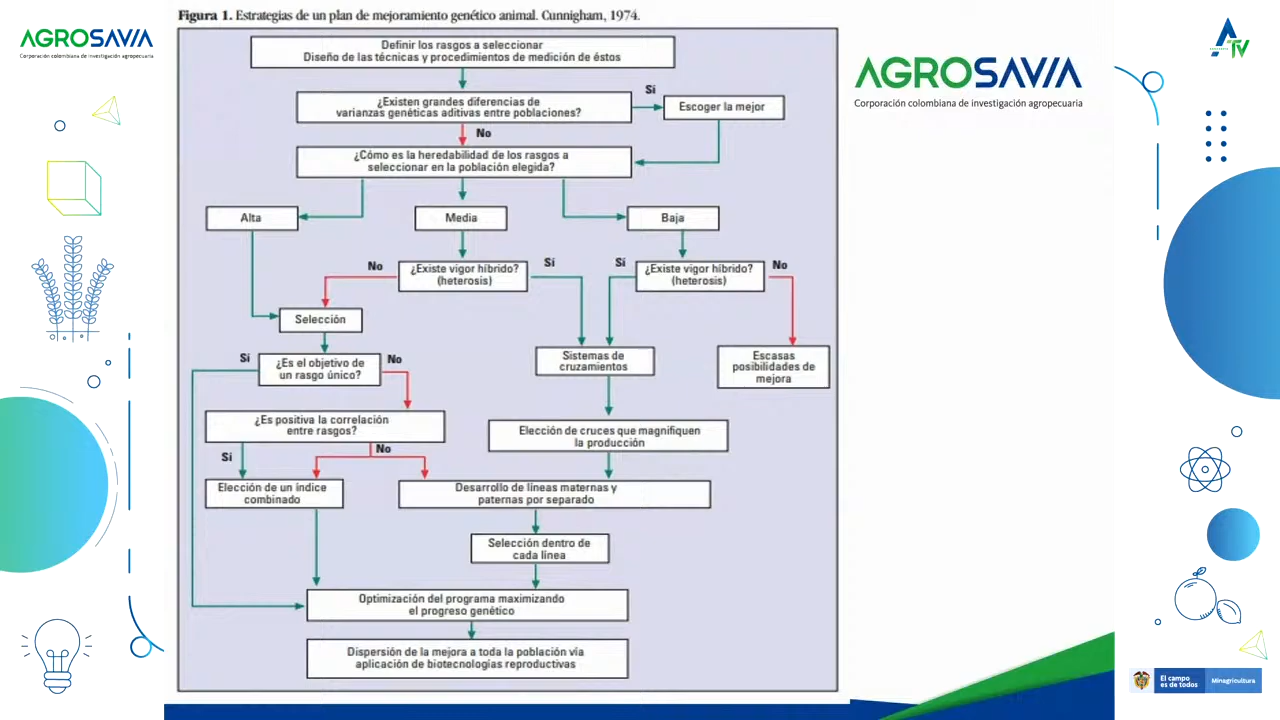 Figura 1. Estrategias de un plan de mejoramiento genético animal. Cunnigham, 1974.
AGROSAVIA
Corporación colombiana de investigación agropecuaria
TV
AGROSAVIA
Corporación colombiana de investigación agropecuaria
Definir los rasgos a seleccionar
Diseño de las técnicas y procedimientos de medición de éstos
¿Existen grandes diferencias de
varianzas genéticas aditivas entre poblaciones?
Sí
Escoger la mejor
No
¿Cómo es la heredabilidad de los rasgos a
seleccionar en la población elegida?
Alta
Media
Baja
No
¿Existe vigor híbrido?
(heterosis)
Sí
Sí
¿Existe vigor híbrido?
(heterosis)
No
Selección
Sí
¿Es el objetivo de
un rasgo único?
No
Sistemas de
cruzamientos
Escasas
posibilidades de
mejora
¿Es positiva la correlación
entre rasgos?
Sí
No
Elección de cruces que magnifiquen
la producción
Elección de un índice
combinado
Desarrollo de líneas maternas y
paternas por separado
Selección dentro de
cada línea
Optimización del programa maximizando
el progreso genético
Dispersión de la mejora a toda la población vía
aplicación de biotecnologías reproductivas
El campo
es de todos
Minagricultura